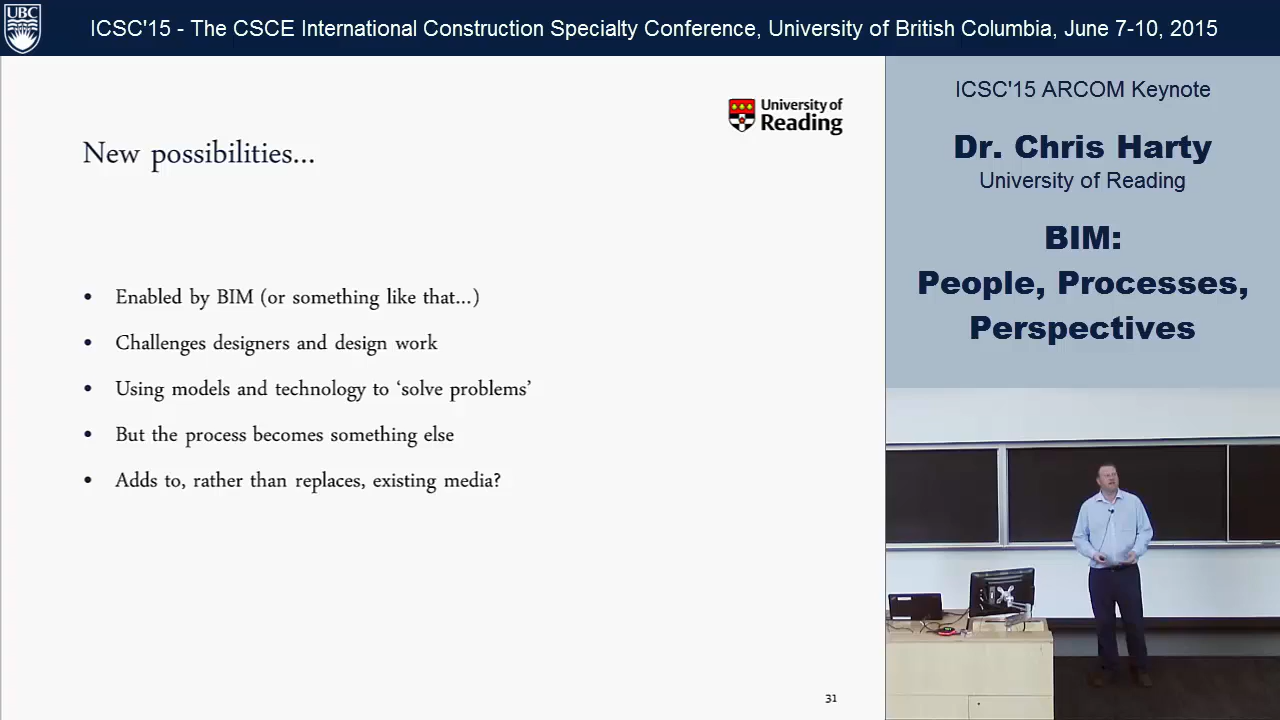 UBC
ICSC'15 - The CSCE International Construction Specialty Conference, University of British Columbia, June 7-10, 2015
University of
Reading
New possibilities...
• Enabled by BIM (or something like that...)
• Challenges designers and design work
• Using models and technology to ‘solve problems’
• But the process becomes something else
• Adds to, rather than replaces, existing media?
31
ICSC'15 ARCOM Keynote
Dr. Chris Harty
University of Reading
BIM:
People, Processes,
Perspectives